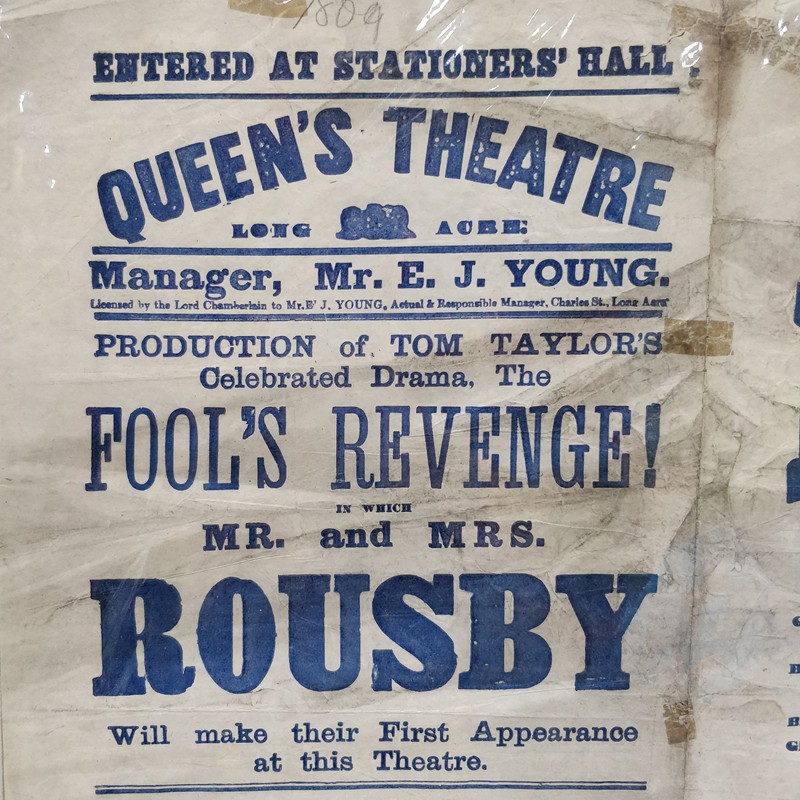 1869
ENTERED AT STATIONERS' HALL,
QUEEN'S THEATRE
LONG ACRE:
Manager, Mr. E. J. YOUNG.
Licensed by the Lord Chamberlain to Mr. E' J. YOUNG, Actual & Responsible Manager, Charles St., Long Acre
PRODUCTION of. TOM TAYLOR'S
Celebrated Drama, The
FOOL'S REVENGE!
IN WHICH
MR. and MRS.
ROUSBY
Will make their First Appearance
at this Theatre.